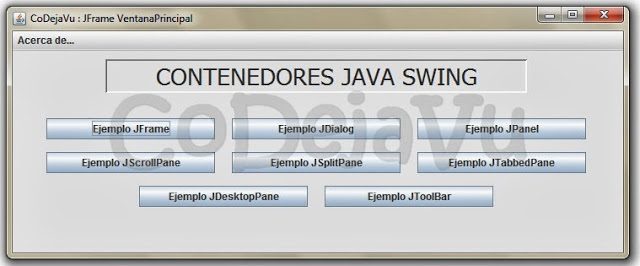 CoDejaVu : JFrame VentanaPrincipal
Acerca de...
CONTENEDORES JAVA SWING
CoDejaVu
Ejemplo JFrame Ejemplo JDialog Ejemplo JPanel
Ejemplo JScrollPane Ejemplo JSplitPane Ejemplo JTabbedPane
Ejemplo JDesktopPane Ejemplo JToolBar